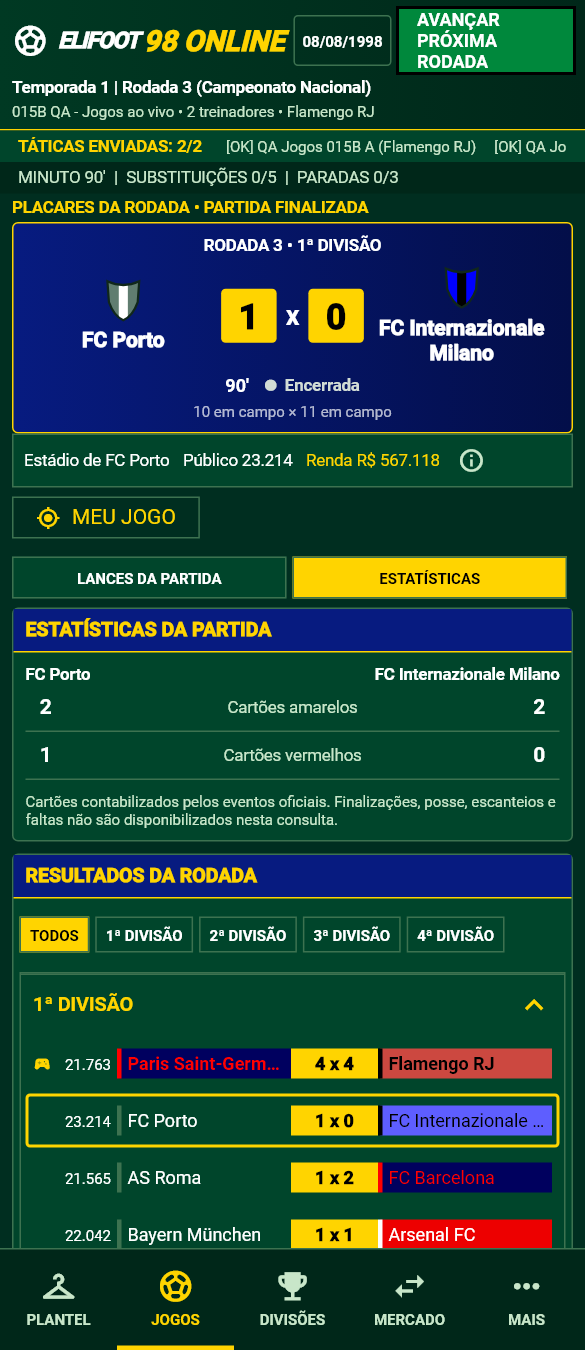 ELIFOOT 98 ONLINE
08/08/1998
AVANÇAR
PRÓXIMA
RODADA
Temporada 1 | Rodada 3 (Campeonato Nacional)
015B QA - Jogos ao vivo • 2 treinadores • Flamengo RJ
TÁTICAS ENVIADAS: 2/2 [OK] QA Jogos 015B A (Flamengo RJ) [OK] QA Jo
MINUTO 90' | SUBSTITUIÇÕES 0/5 | PARADAS 0/3
PLACARES DA RODADA • PARTIDA FINALIZADA
RODADA 3 • 1ª DIVISÃO
FC Porto
1 x 0
FC Internazionale
Milano
90' Encerrada
10 em campo × 11 em campo
Estádio de FC Porto Público 23.214 Renda R$ 567.118
MEU JOGO
LANCES DA PARTIDA
ESTATÍSTICAS
ESTATÍSTICAS DA PARTIDA
FC Porto FC Internazionale Milano
2 Cartões amarelos 2
1 Cartões vermelhos 0
Cartões contabilizados pelos eventos oficiais. Finalizações, posse, escanteios e
faltas não são disponibilizados nesta consulta.
RESULTADOS DA RODADA
TODOS 1ª DIVISÃO 2ª DIVISÃO 3ª DIVISÃO 4ª DIVISÃO
1ª DIVISÃO
21.763 Paris Saint-Germ... 4 x 4 Flamengo RJ
23.214 FC Porto 1 x 0 FC Internazionale ...
21.565 AS Roma 1 x 2 FC Barcelona
22.042 Bayern München 1 x 1 Arsenal FC
PLANTEL JOGOS DIVISÕES MERCADO MAIS